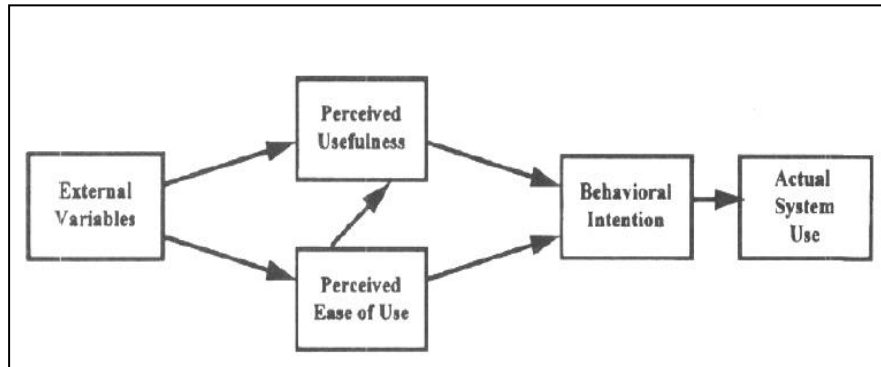 External
Variables
Perceived
Usefulness
Perceived
Ease of Use
Behavioral
Intention
Actual
System
Use